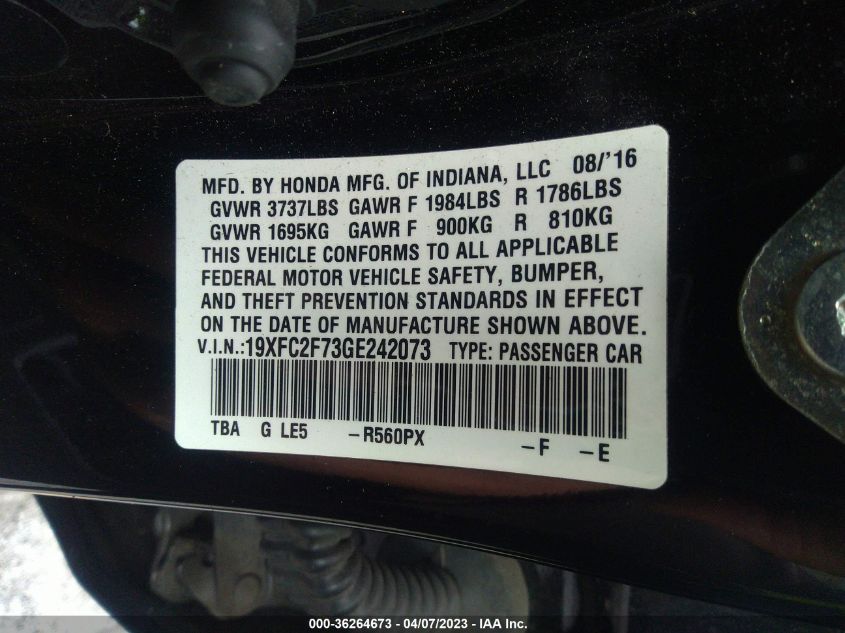 MFD. BY HONDA MFG. OF INDIANA, LLC 08/'16
GVWR 3737LBS GAWR F 1984LBS R 1786LBS
GVWR 1695KG GAWR F 900KG R 810KG
THIS VEHICLE CONFORMS TO ALL APPLICABLE
FEDERAL MOTOR VEHICLE SAFETY, BUMPER,
AND THEFT PREVENTION STANDARDS IN EFFECT
ON THE DATE OF MANUFACTURE SHOWN ABOVE.
V.I.N.:19XFC2F73GE242073 TYPE: PASSENGER CAR
TBA G LE5 -R560PX -F -E
000-36264673 - 04/07/2023 - IAA Inc.